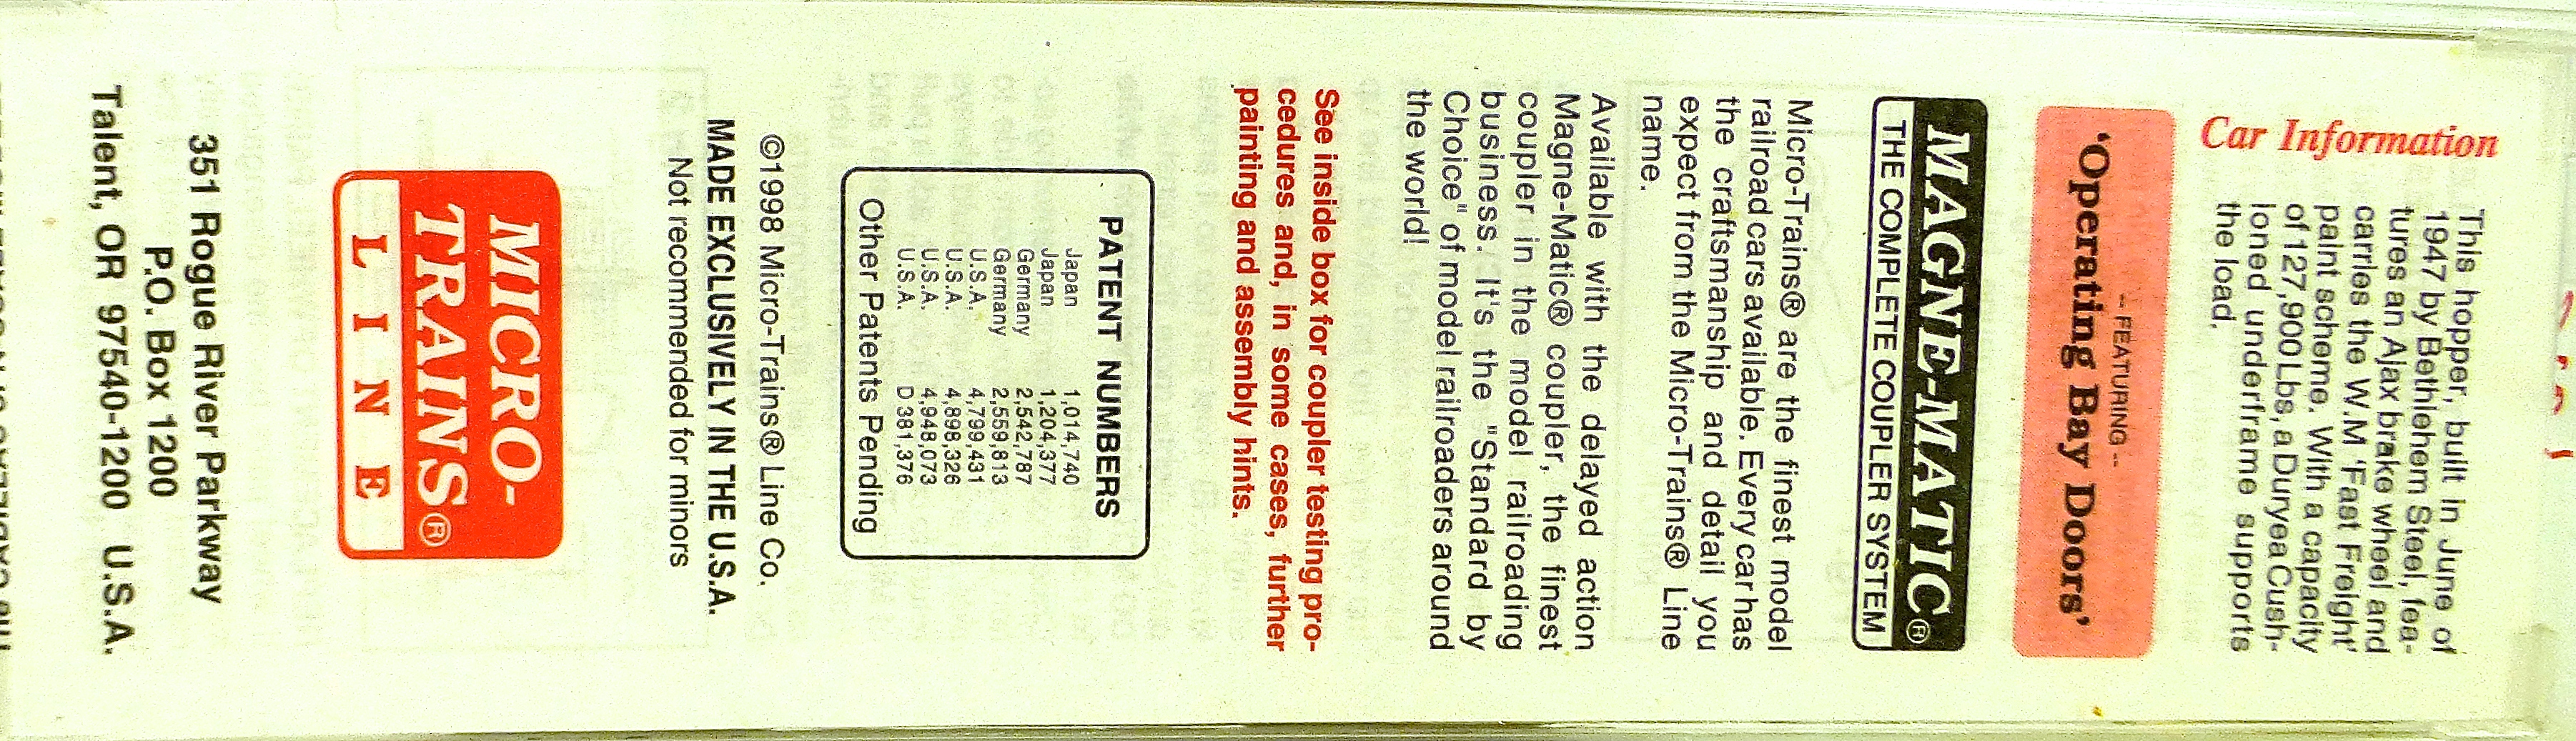 Car Information
This hopper, built in June of
1947 by Bethlehem Steel, fea-
tures an Ajax brake wheel and
carries the W.M 'Fast Freight'
paint scheme. With a capacity
of 127,900 Lbs, a Duryea Cush-
ioned underframe supports
the load.
-- FEATURING --
'Operating Bay Doors'
MAGNE-MATIC®
THE COMPLETE COUPLER SYSTEM
Micro-Trains® are the finest model
railroad cars available. Every car has
the craftsmanship and detail you
expect from the Micro-Trains® Line
name.
Available with the delayed action
Magne-Matic® coupler, the finest
coupler in the model railroading
business. It's the "Standard by
Choice" of model railroaders around
the world!
See inside box for coupler testing pro-
cedures and, in some cases, further
painting and assembly hints.
PATENT NUMBERS
Japan 1,014,740
Japan 1,204,377
Germany 2,542,787
Germany 2,559,813
U.S.A. 4,799,431
U.S.A. 4,898,326
U.S.A. 4,948,073
U.S.A. D 381,376
Other Patents Pending
©1998 Micro-Trains® Line Co.
MADE EXCLUSIVELY IN THE U.S.A.
Not recommended for minors
MICRO-
TRAINS®
LINE
351 Rogue River Parkway
P.O. Box 1200
Talent, OR 97540-1200 U.S.A.